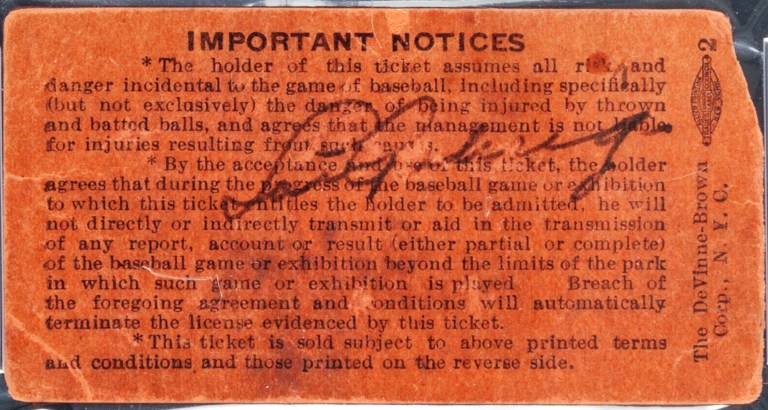 IMPORTANT NOTICES
* The holder of this ticket assumes all risk and
danger incidental to the game of baseball, including specifically
(but not exclusively) the danger of being injured by thrown
and batted balls, and agrees that the management is not liable
for injuries resulting from such causes.
* By the acceptance and use of this ticket, the holder
agrees that during the progress of the baseball game or exhibition
to which this ticket entitles the holder to be admitted, he will
not directly or indirectly transmit or aid in the transmission
of any report, account or result (either partial or complete)
of the baseball game or exhibition beyond the limits of the park
in which such game or exhibition is played Breach of
the foregoing agreement and conditions will automatically
terminate the license evidenced by this ticket.
* This ticket is sold subject to above printed terms
and conditions and those printed on the reverse side.
The DeVinne-Brown
Corp., N. Y. C.
2